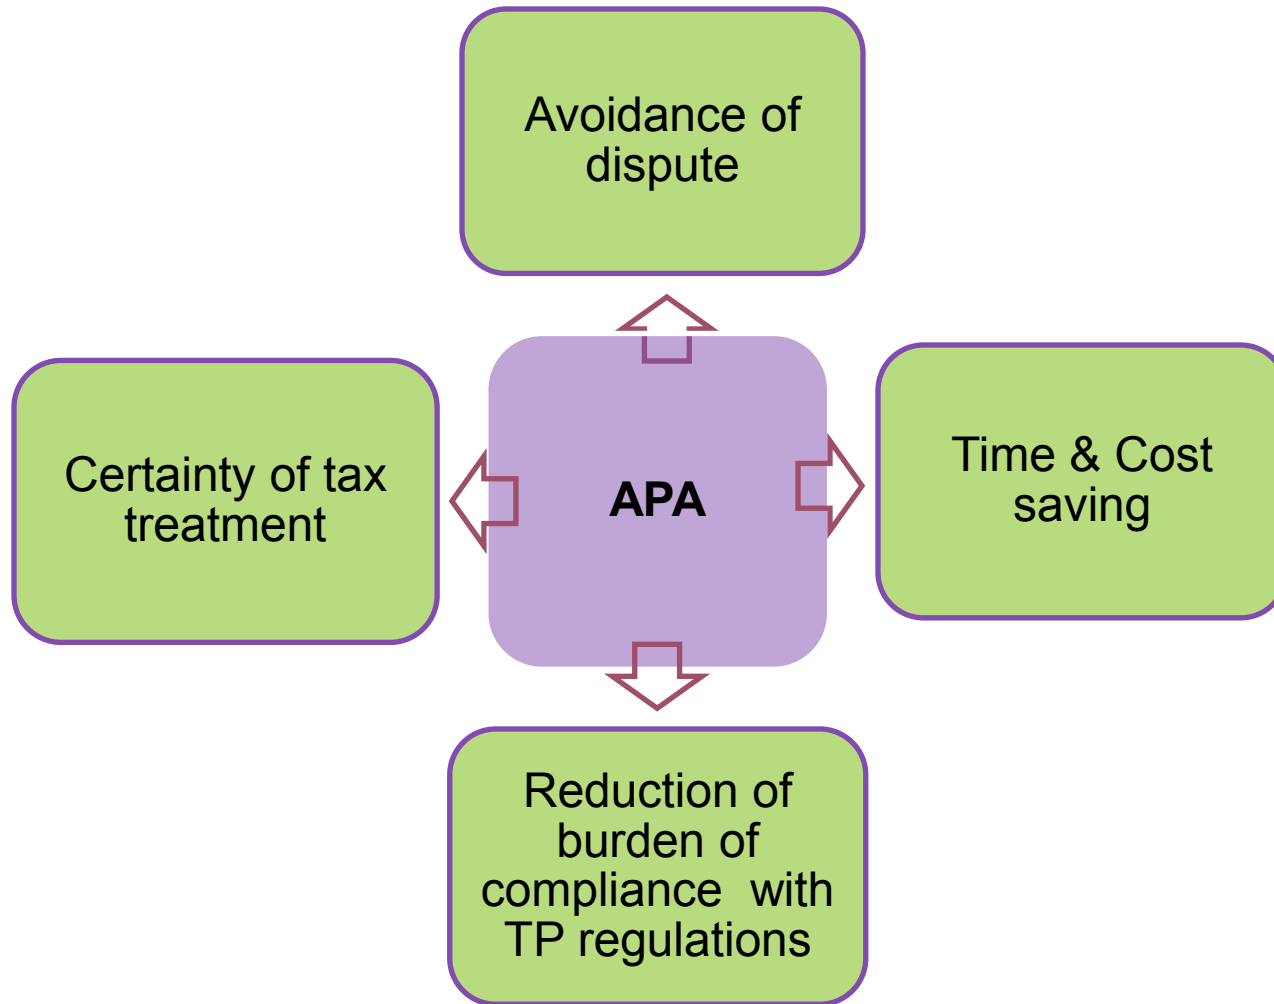 Avoidance of
dispute
Certainty of tax
treatment
APA
Time & Cost
saving
Reduction of
burden of
compliance  with
TP regulations